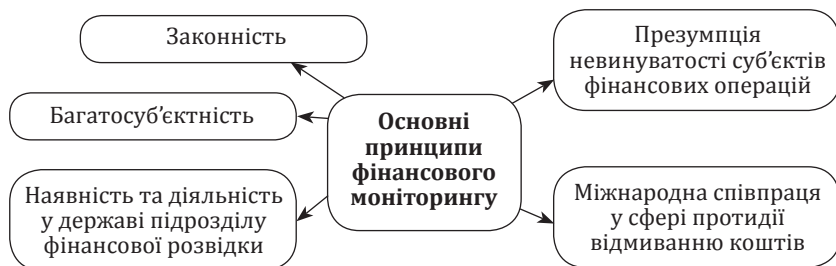 Законність
Багатосуб’єктність
Наявність та діяльність
у державі підрозділу
фінансової розвідки
Основні
принципи
фінансового
моніторингу
Презумпція
невинуватості суб’єктів
фінансових операцій
Міжнародна співпраця
у сфері протидії
відмиванню коштів